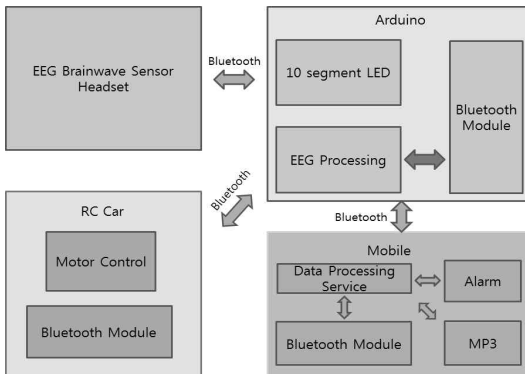 EEG Brainwave Sensor
Headset
Bluetooth
Arduino
10 segment LED
Bluetooth
Module
EEG Processing
Bluetooth
RC Car
Motor Control
Bluetooth Module
Bluetooth
Mobile
Data Processing
Service
Alarm
Bluetooth Module
MP3